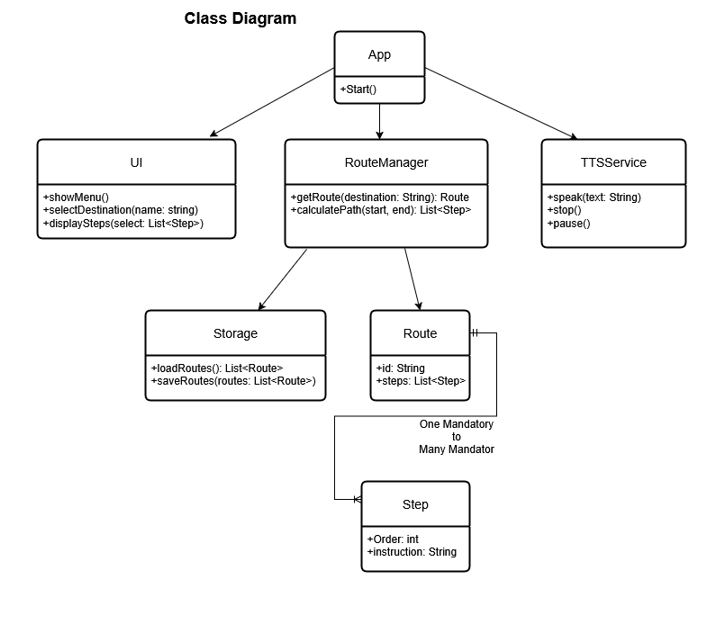 Class Diagram
App
+Start()
UI
+showMenu()
+selectDestination(name: string)
+displaySteps(select: List<Step>)
RouteManager
+getRoute(destination: String): Route
+calculatePath(start, end): List<Step>
TTSService
+speak(text: String)
+stop()
+pause()
Storage
+loadRoutes(): List<Route>
+saveRoutes(routes: List<Route>)
Route
+id: String
+steps: List<Step>
One Mandatory
to
Many Mandator
Step
+Order: int
+instruction: String